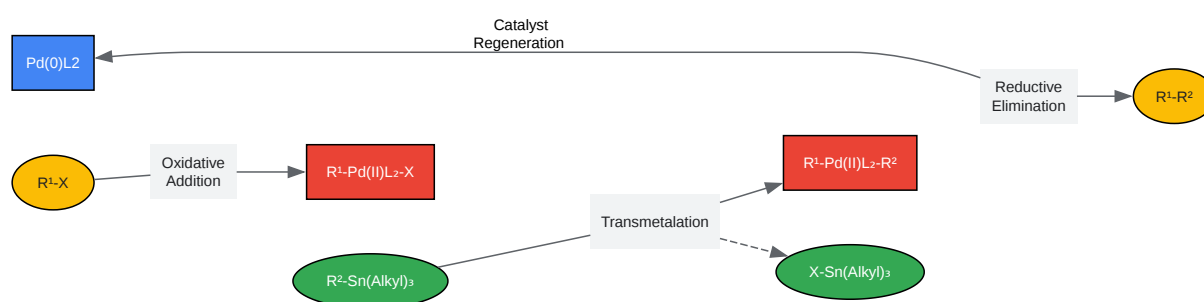 Catalyst
Regeneration
Pd(0)L2
Reductive
Elimination
R¹-R²
Oxidative
Addition
R¹-X
R¹-Pd(II)L₂-X
R¹-Pd(II)L₂-R²
Transmetalation
R²-Sn(Alkyl)₃
X-Sn(Alkyl)₃